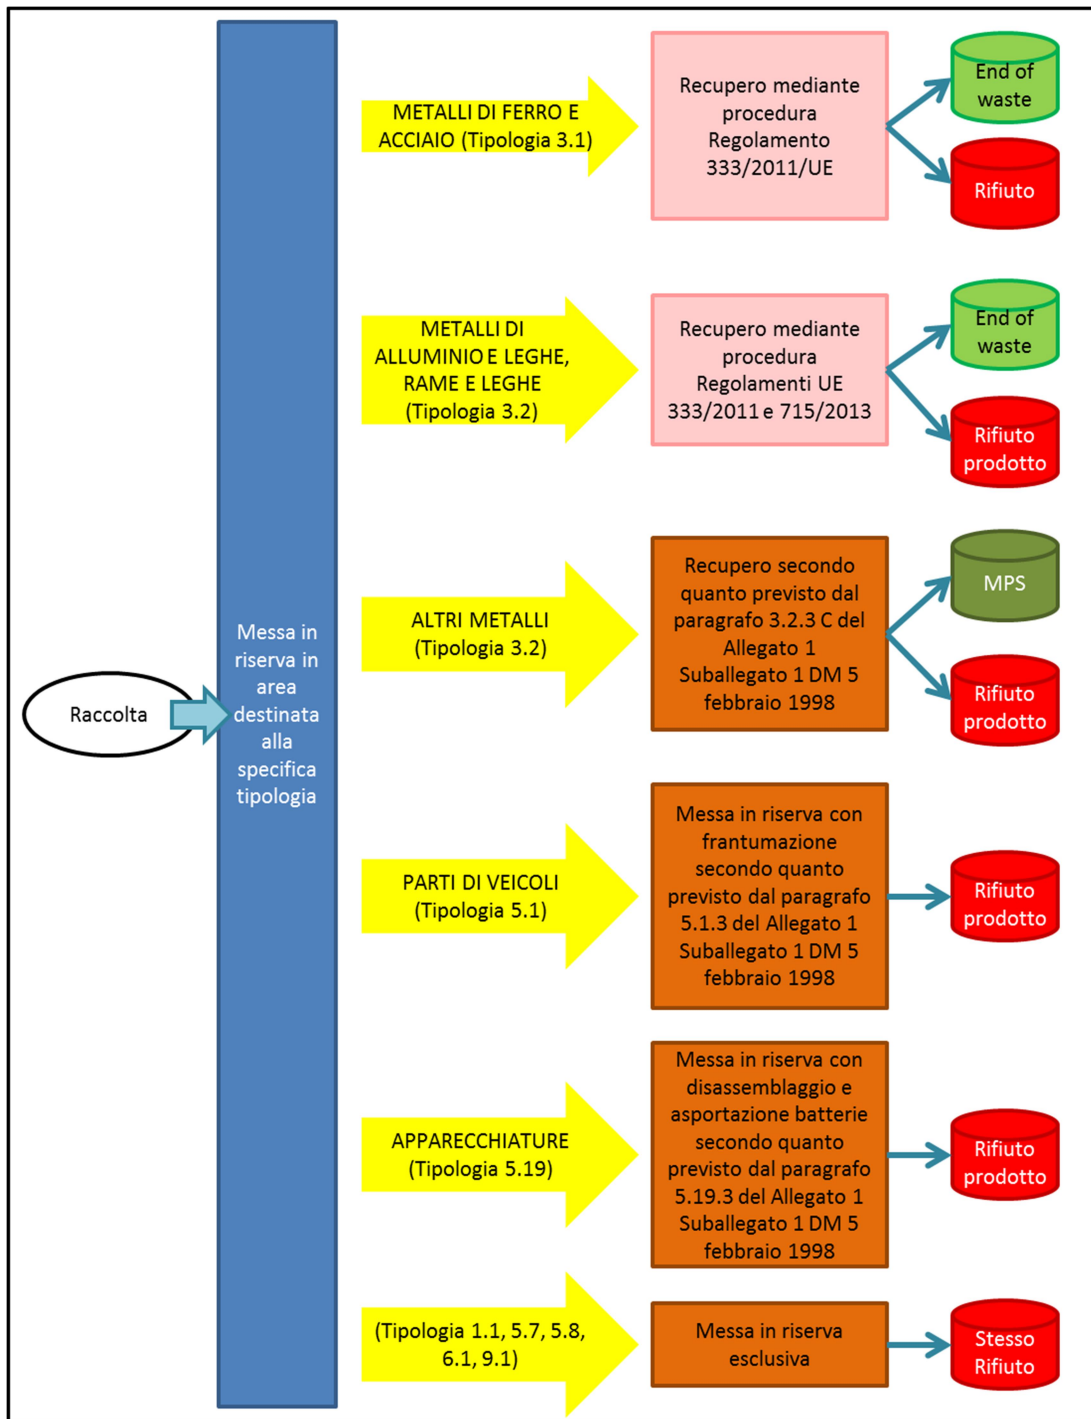 Raccolta
Messa in
riserva in
area
destinata
alla
specifica
tipologia
METALLI DI FERRO E
ACCIAIO (Tipologia 3.1)
Recupero mediante
procedura
Regolamento
333/2011/UE
End of
waste
Rifiuto
METALLI DI
ALLUMINIO E LEGHE,
RAME E LEGHE
(Tipologia 3.2)
Recupero mediante
procedura
Regolamenti UE
333/2011 e 715/2013
End of
waste
Rifiuto
prodotto
ALTRI METALLI
(Tipologia 3.2)
Recupero secondo
quanto previsto dal
paragrafo 3.2.3 C del
Allegato 1
Suballegato 1 DM 5
febbraio 1998
MPS
Rifiuto
prodotto
PARTI DI VEICOLI
(Tipologia 5.1)
Messa in riserva con
frantumazione
secondo quanto
previsto dal paragrafo
5.1.3 del Allegato 1
Suballegato 1 DM 5
febbraio 1998
Rifiuto
prodotto
APPARECCHIATURE
(Tipologia 5.19)
Messa in riserva con
disassemblaggio e
asportazione batterie
secondo quanto
previsto dal paragrafo
5.19.3 del Allegato 1
Suballegato 1 DM 5
febbraio 1998
Rifiuto
prodotto
(Tipologia 1.1, 5.7, 5.8,
6.1, 9.1)
Messa in riserva
esclusiva
Stesso
Rifiuto